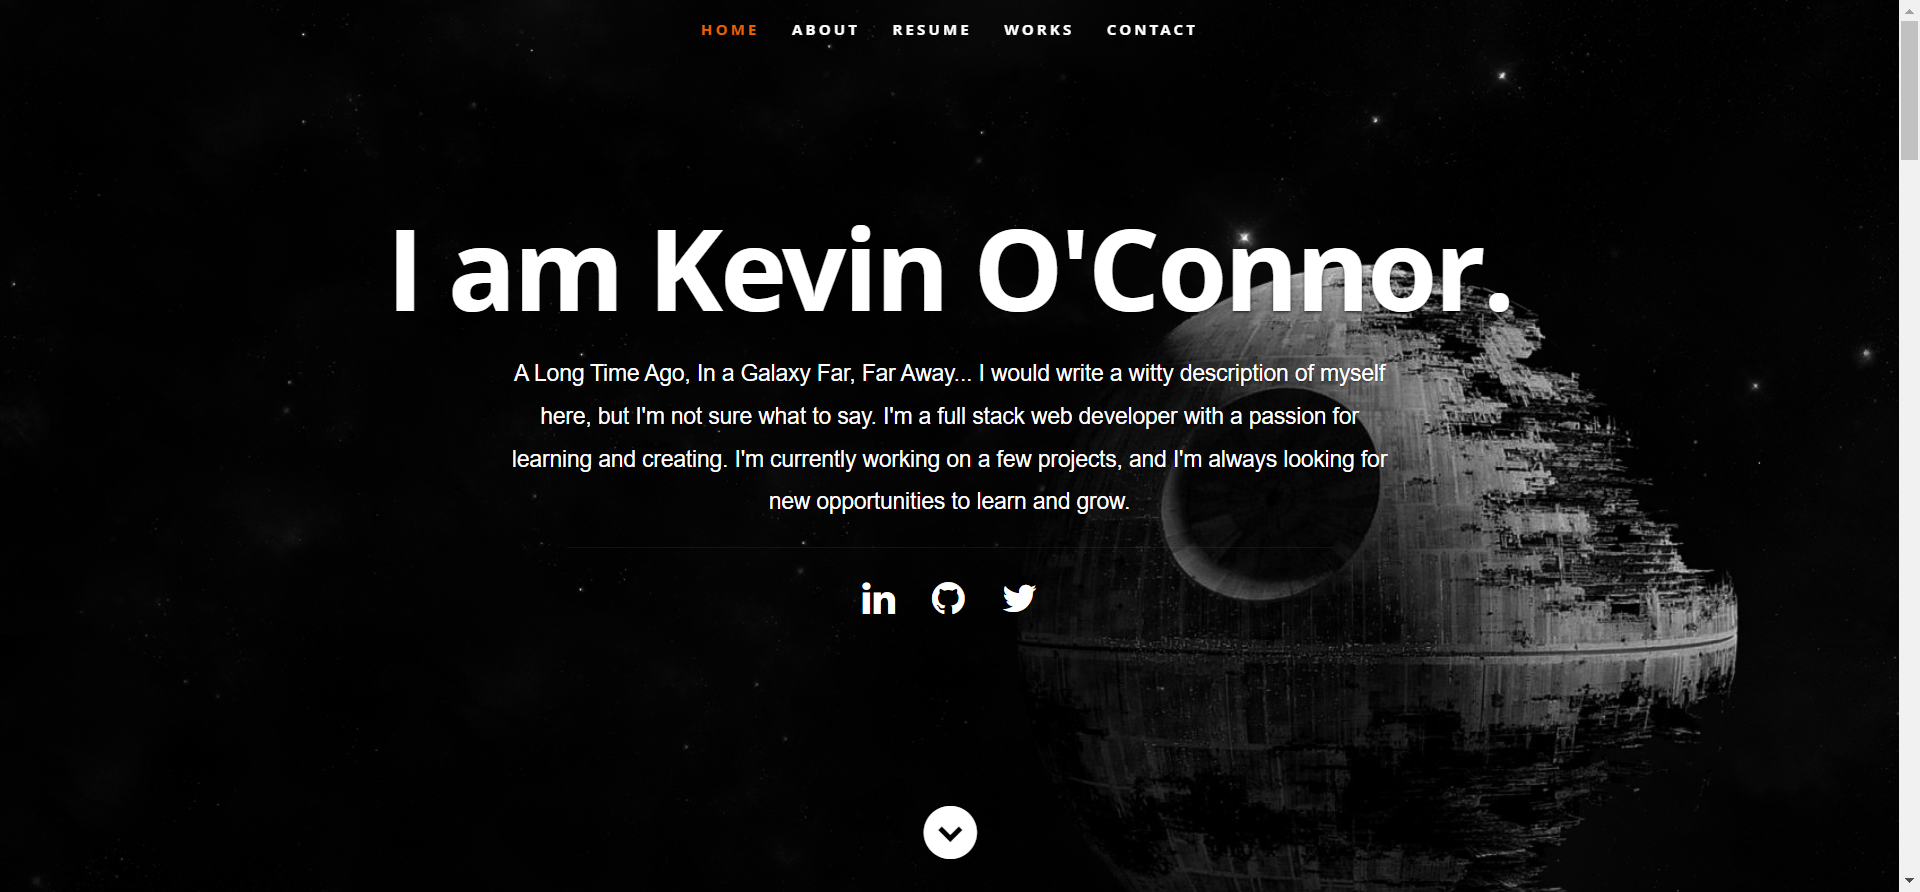 HOME ABOUT RESUME WORKS CONTACT
I am Kevin O'Connor.
A Long Time Ago, In a Galaxy Far, Far Away... I would write a witty description of myself
here, but I'm not sure what to say. I'm a full stack web developer with a passion for
learning and creating. I'm currently working on a few projects, and I'm always looking for
new opportunities to learn and grow.
in